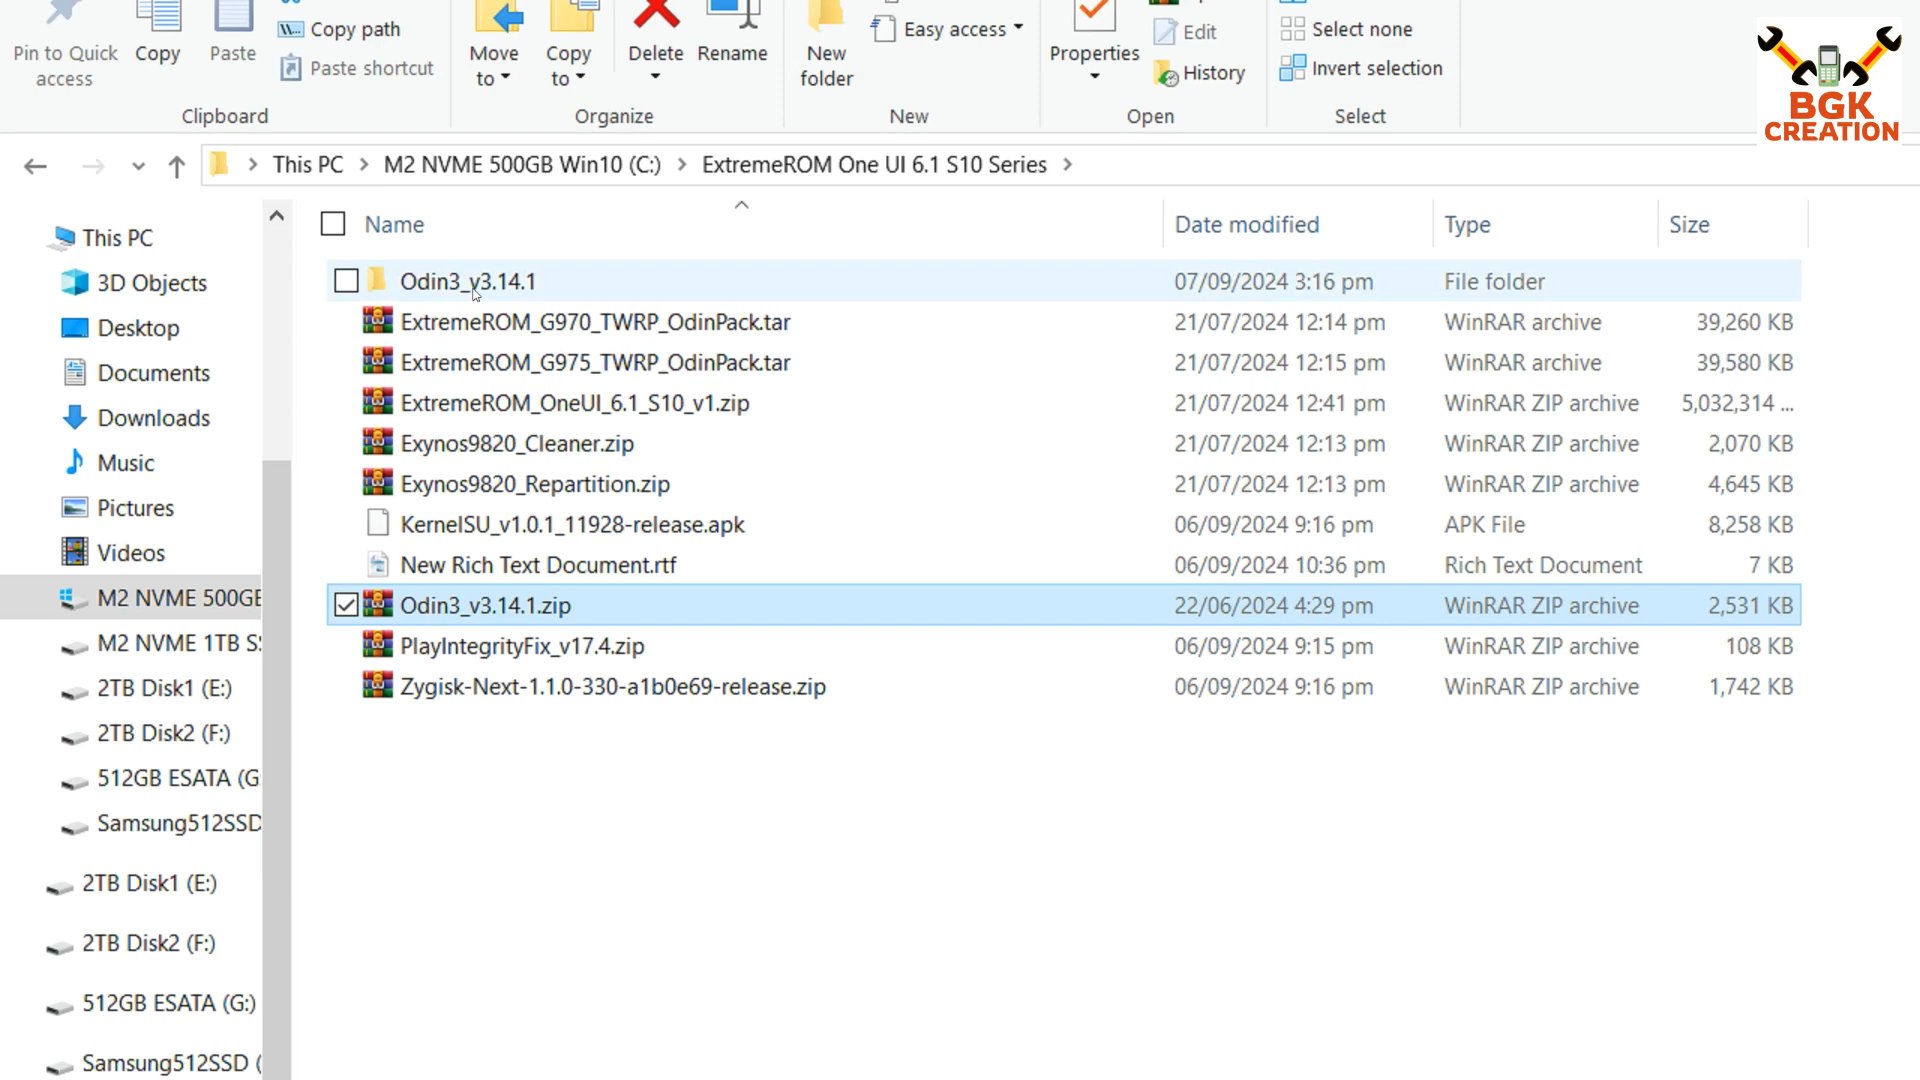 Pin to Quick
access
Copy
Paste
Copy path
Paste shortcut
Clipboard
Move
to
Copy
to
Delete
Rename
Organize
New
folder
Easy access
New
Properties
Edit
History
Open
Select none
Invert selection
Select
BGK
CREATION
This PC
M2 NVME 500GB Win10 (C:)
ExtremeROM One UI 6.1 S10 Series
Name Date modified Type Size
Odin3_v3.14.1 07/09/2024 3:16 pm File folder
ExtremeROM_G970_TWRP_OdinPack.tar 21/07/2024 12:14 pm WinRAR archive 39,260 KB
ExtremeROM_G975_TWRP_OdinPack.tar 21/07/2024 12:15 pm WinRAR archive 39,580 KB
ExtremeROM_OneUI_6.1_S10_v1.zip 21/07/2024 12:41 pm WinRAR ZIP archive 5,032,314 ...
Exynos9820_Cleaner.zip 21/07/2024 12:13 pm WinRAR ZIP archive 2,070 KB
Exynos9820_Repartition.zip 21/07/2024 12:13 pm WinRAR ZIP archive 4,645 KB
KernelSU_v1.0.1_11928-release.apk 06/09/2024 9:16 pm APK File 8,258 KB
New Rich Text Document.rtf 06/09/2024 10:36 pm Rich Text Document 7 KB
Odin3_v3.14.1.zip 22/06/2024 4:29 pm WinRAR ZIP archive 2,531 KB
PlayIntegrityFix_v17.4.zip 06/09/2024 9:15 pm WinRAR ZIP archive 108 KB
Zygisk-Next-1.1.0-330-a1b0e69-release.zip 06/09/2024 9:16 pm WinRAR ZIP archive 1,742 KB
This PC
3D Objects
Desktop
Documents
Downloads
Music
Pictures
Videos
M2 NVME 500GB
M2 NVME 1TB S
2TB Disk1 (E:)
2TB Disk2 (F:)
512GB ESATA (G
Samsung512SSD
2TB Disk1 (E:)
2TB Disk2 (F:)
512GB ESATA (G:)
Samsung512SSD (